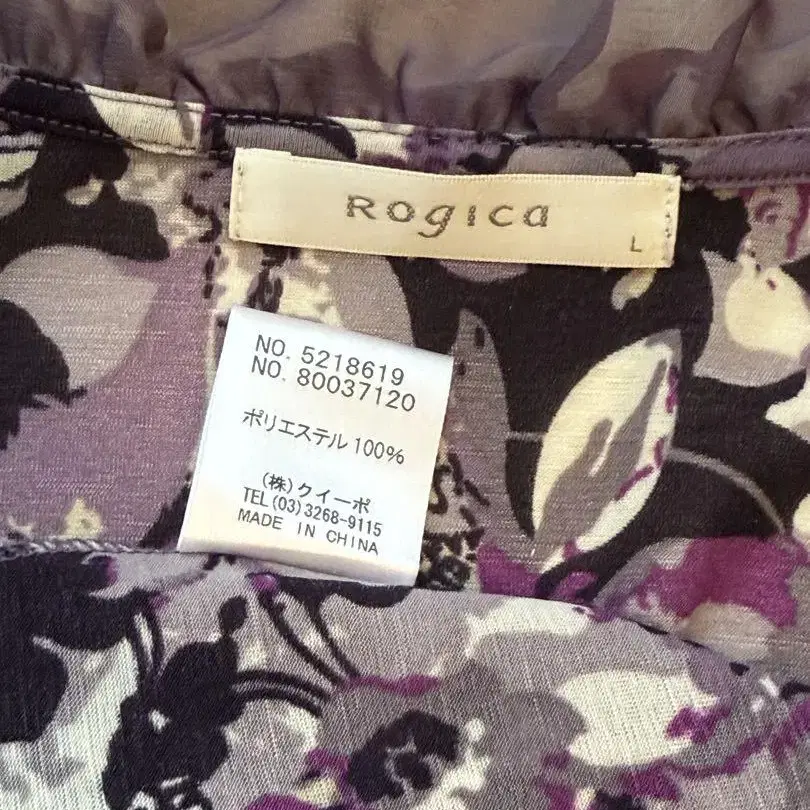 Rogica
L
NO. 5218619
NO. 80037120
ポリエステル 100%
(株)クイーポ
TEL(03)3268-9115
MADE IN CHINA